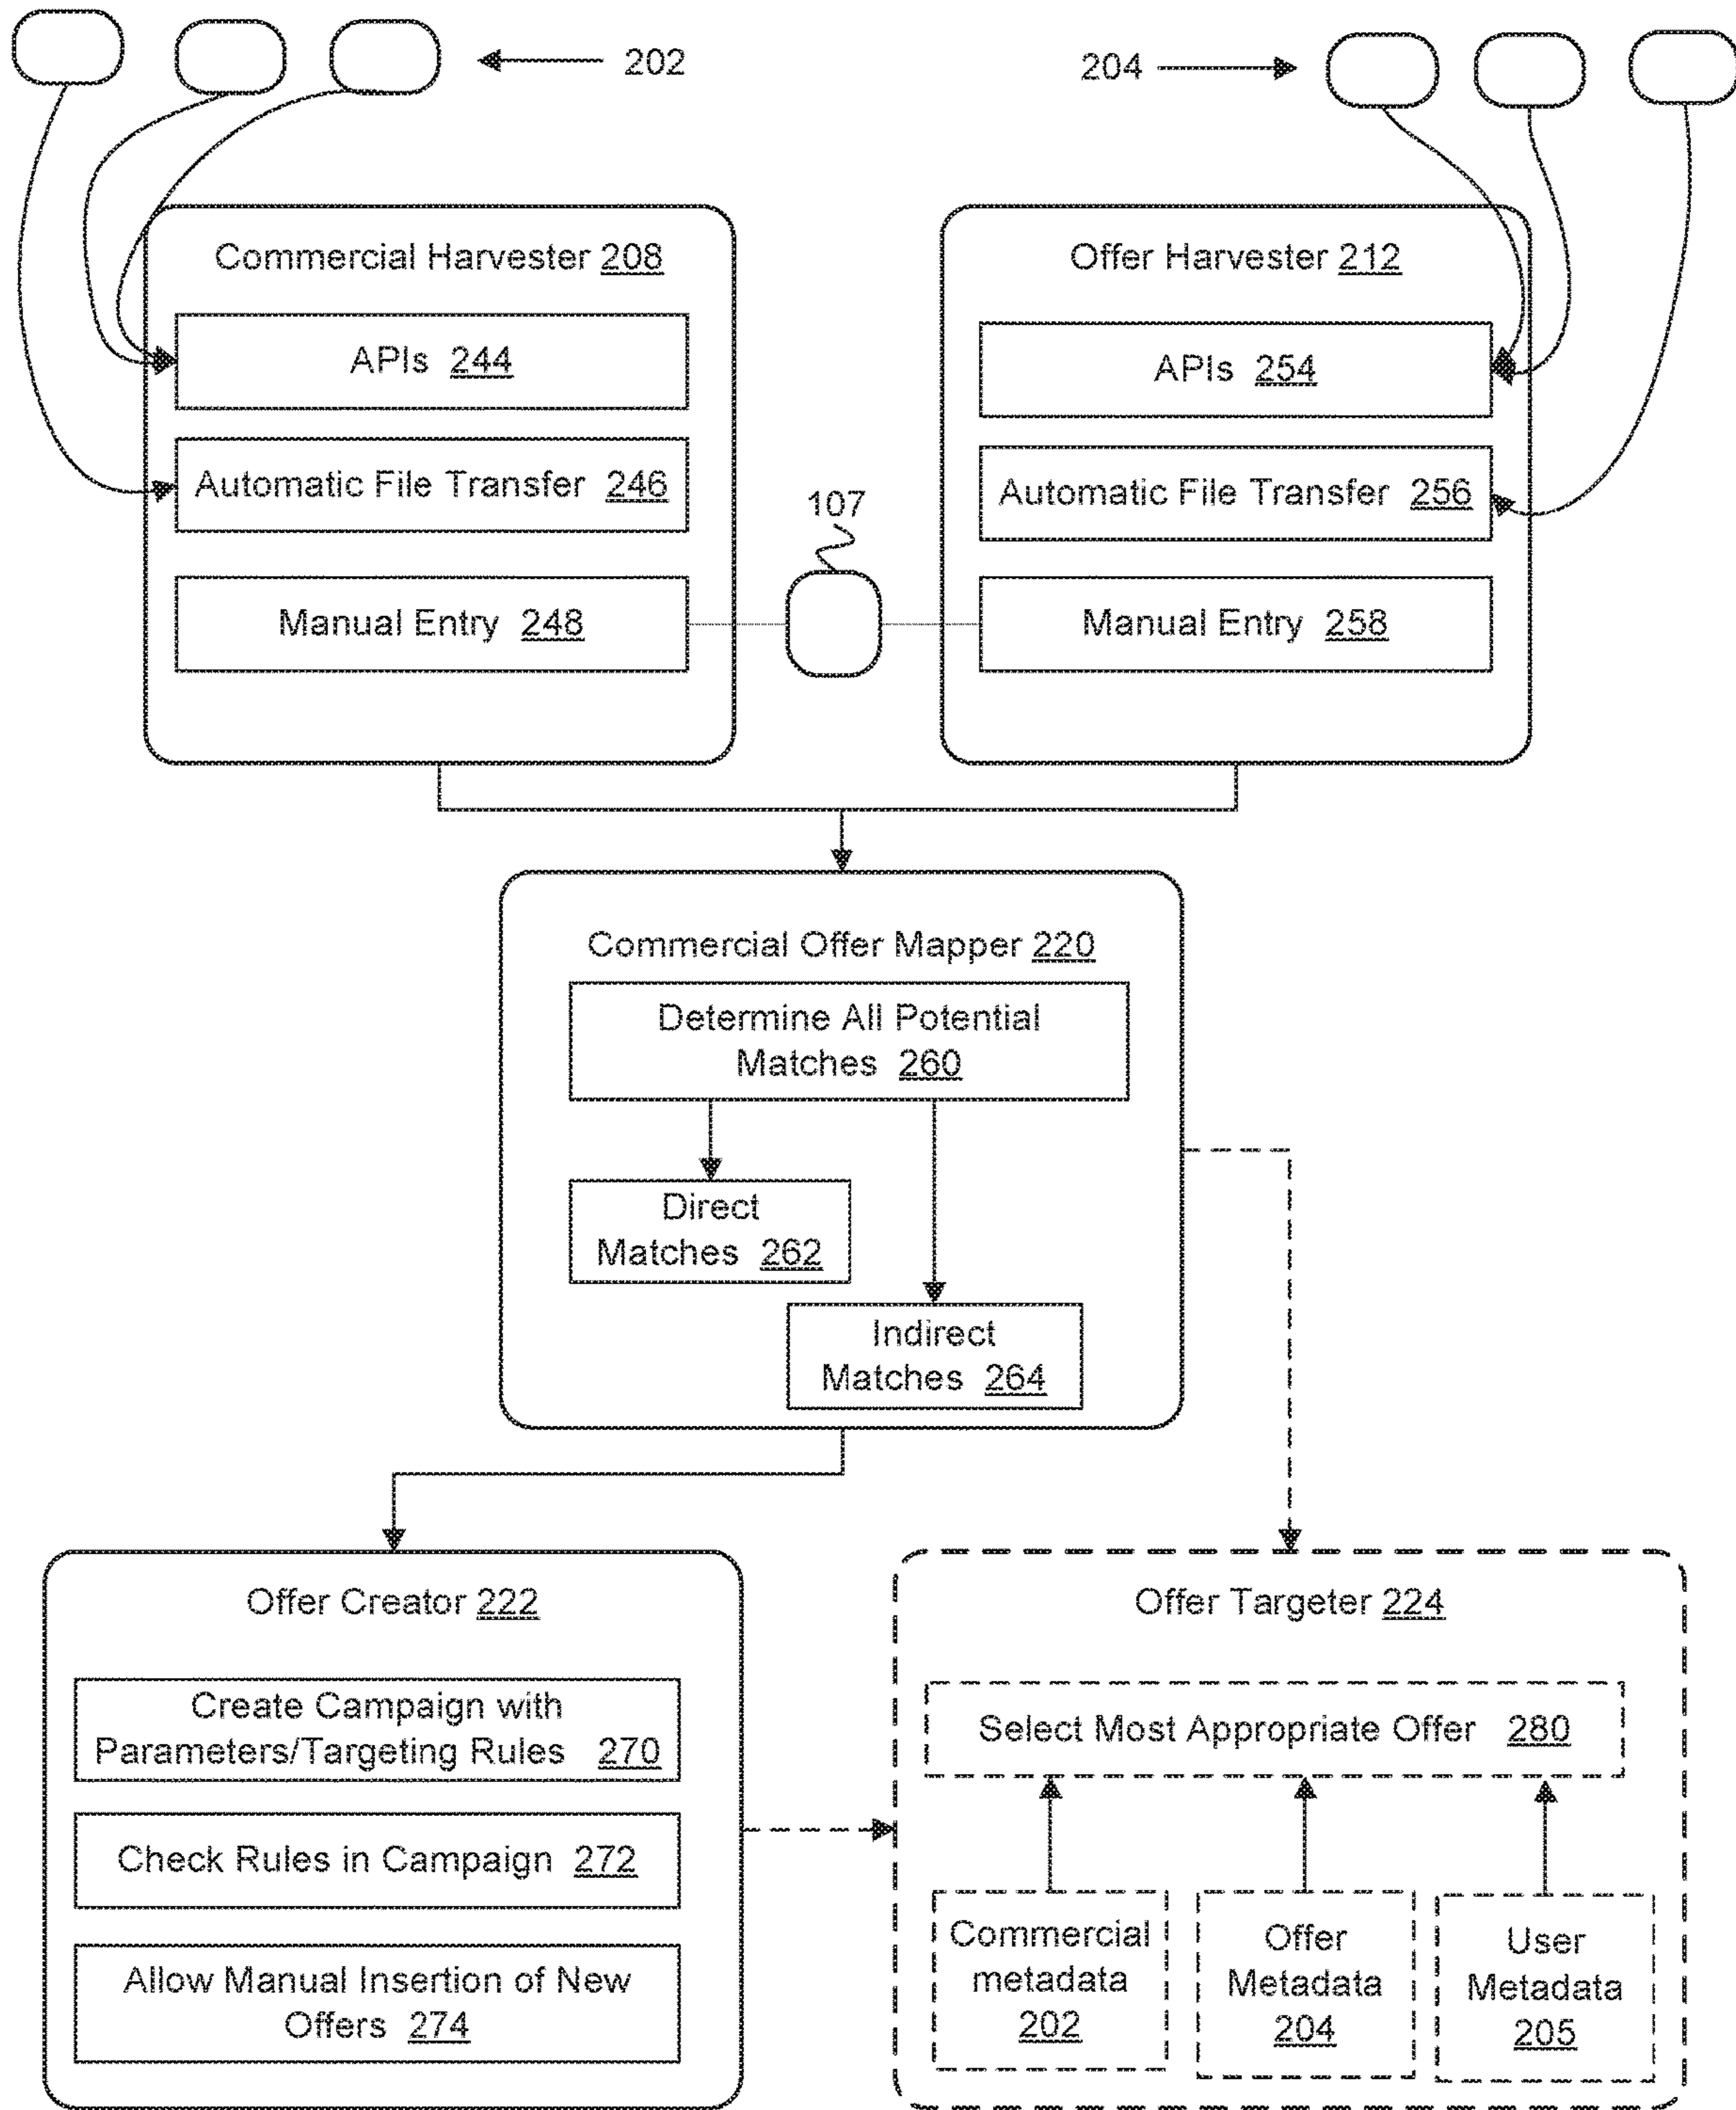 202
204
Commercial Harvester 208
APIs 244
Automatic File Transfer 246
Manual Entry 248
107
Offer Harvester 212
APIs 254
Automatic File Transfer 256
Manual Entry 258
Commercial Offer Mapper 220
Determine All Potential
Matches 260
Direct
Matches 262
Indirect
Matches 264
Offer Creator 222
Create Campaign with
Parameters/Targeting Rules 270
Check Rules in Campaign 272
Allow Manual Insertion of New
Offers 274
Offer Targeter 224
Select Most Appropriate Offer 280
Commercial
metadata
202
Offer
Metadata
204
User
Metadata
205